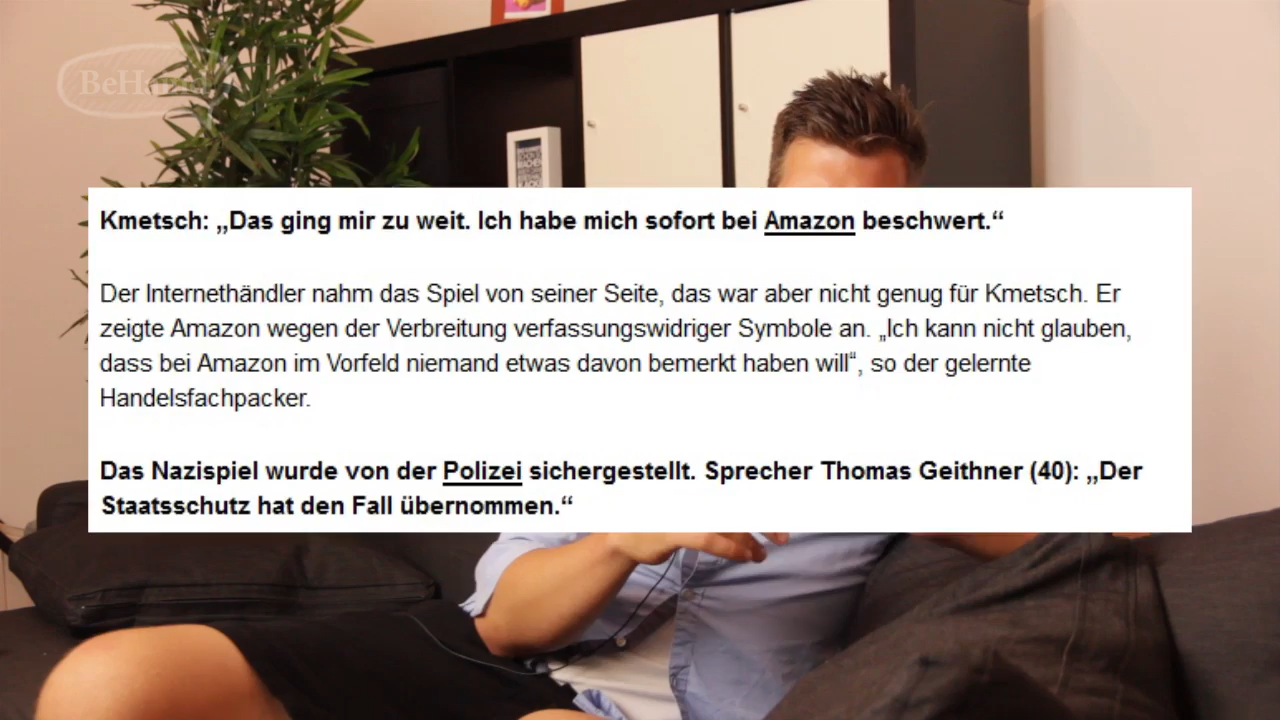 Kmetsch: „Das ging mir zu weit. Ich habe mich sofort bei Amazon beschwert.“
Der Internethändler nahm das Spiel von seiner Seite, das war aber nicht genug für Kmetsch. Er
zeigte Amazon wegen der Verbreitung verfassungswidriger Symbole an. „Ich kann nicht glauben,
dass bei Amazon im Vorfeld niemand etwas davon bemerkt haben will“, so der gelernte
Handelsfachpacker.
Das Nazispiel wurde von der Polizei sichergestellt. Sprecher Thomas Geithner (40): „Der
Staatsschutz hat den Fall übernommen.“